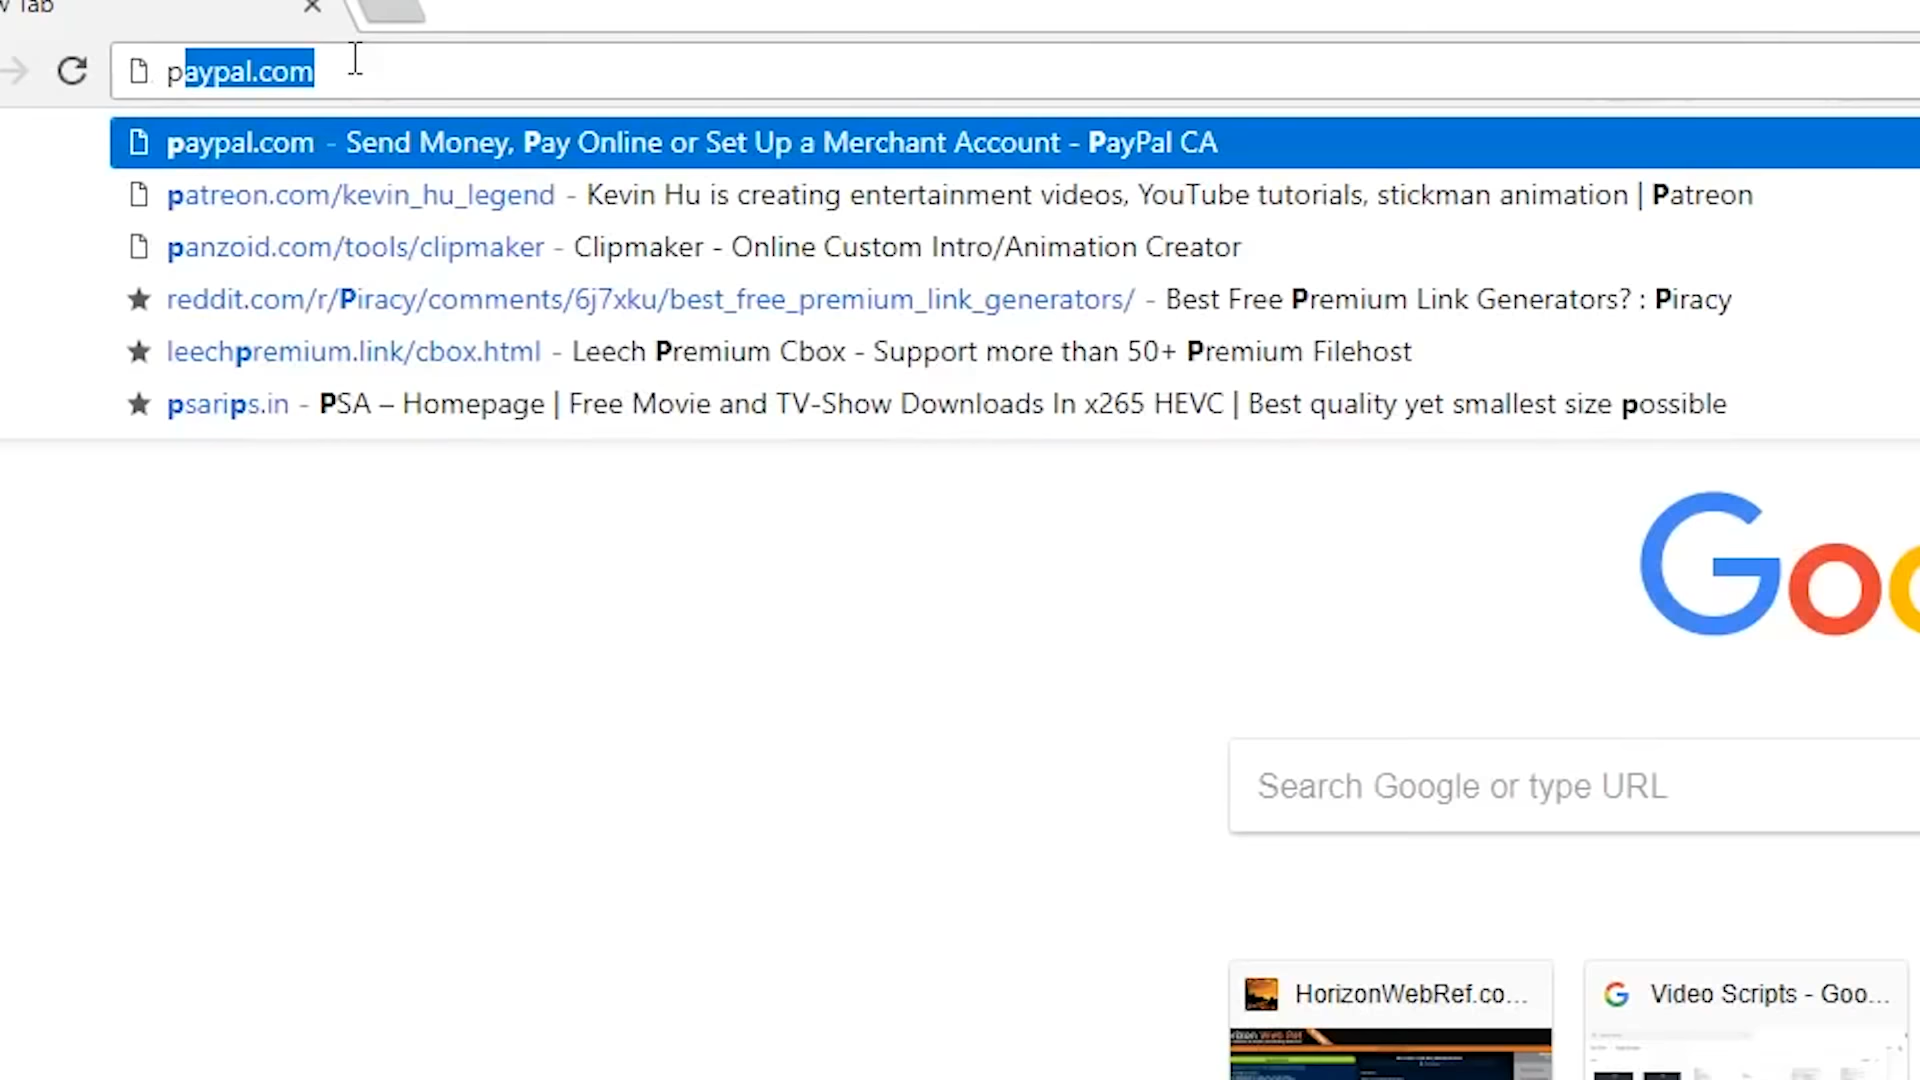 Tab
paypal.com
paypal.com - Send Money, Pay Online or Set Up a Merchant Account - PayPal CA
patreon.com/kevin_hu_legend - Kevin Hu is creating entertainment videos, YouTube tutorials, stickman animation | Patreon
panzoid.com/tools/clipmaker - Clipmaker - Online Custom Intro/Animation Creator
reddit.com/r/Piracy/comments/6j7xku/best_free_premium_link_generators/ - Best Free Premium Link Generators? : Piracy
leechpremium.link/cbox.html - Leech Premium Cbox - Support more than 50+ Premium Filehost
psarips.in - PSA – Homepage | Free Movie and TV-Show Downloads In x265 HEVC | Best quality yet smallest size possible
Goo
Search Google or type URL
HorizonWebRef.co...
Video Scripts - Goo...